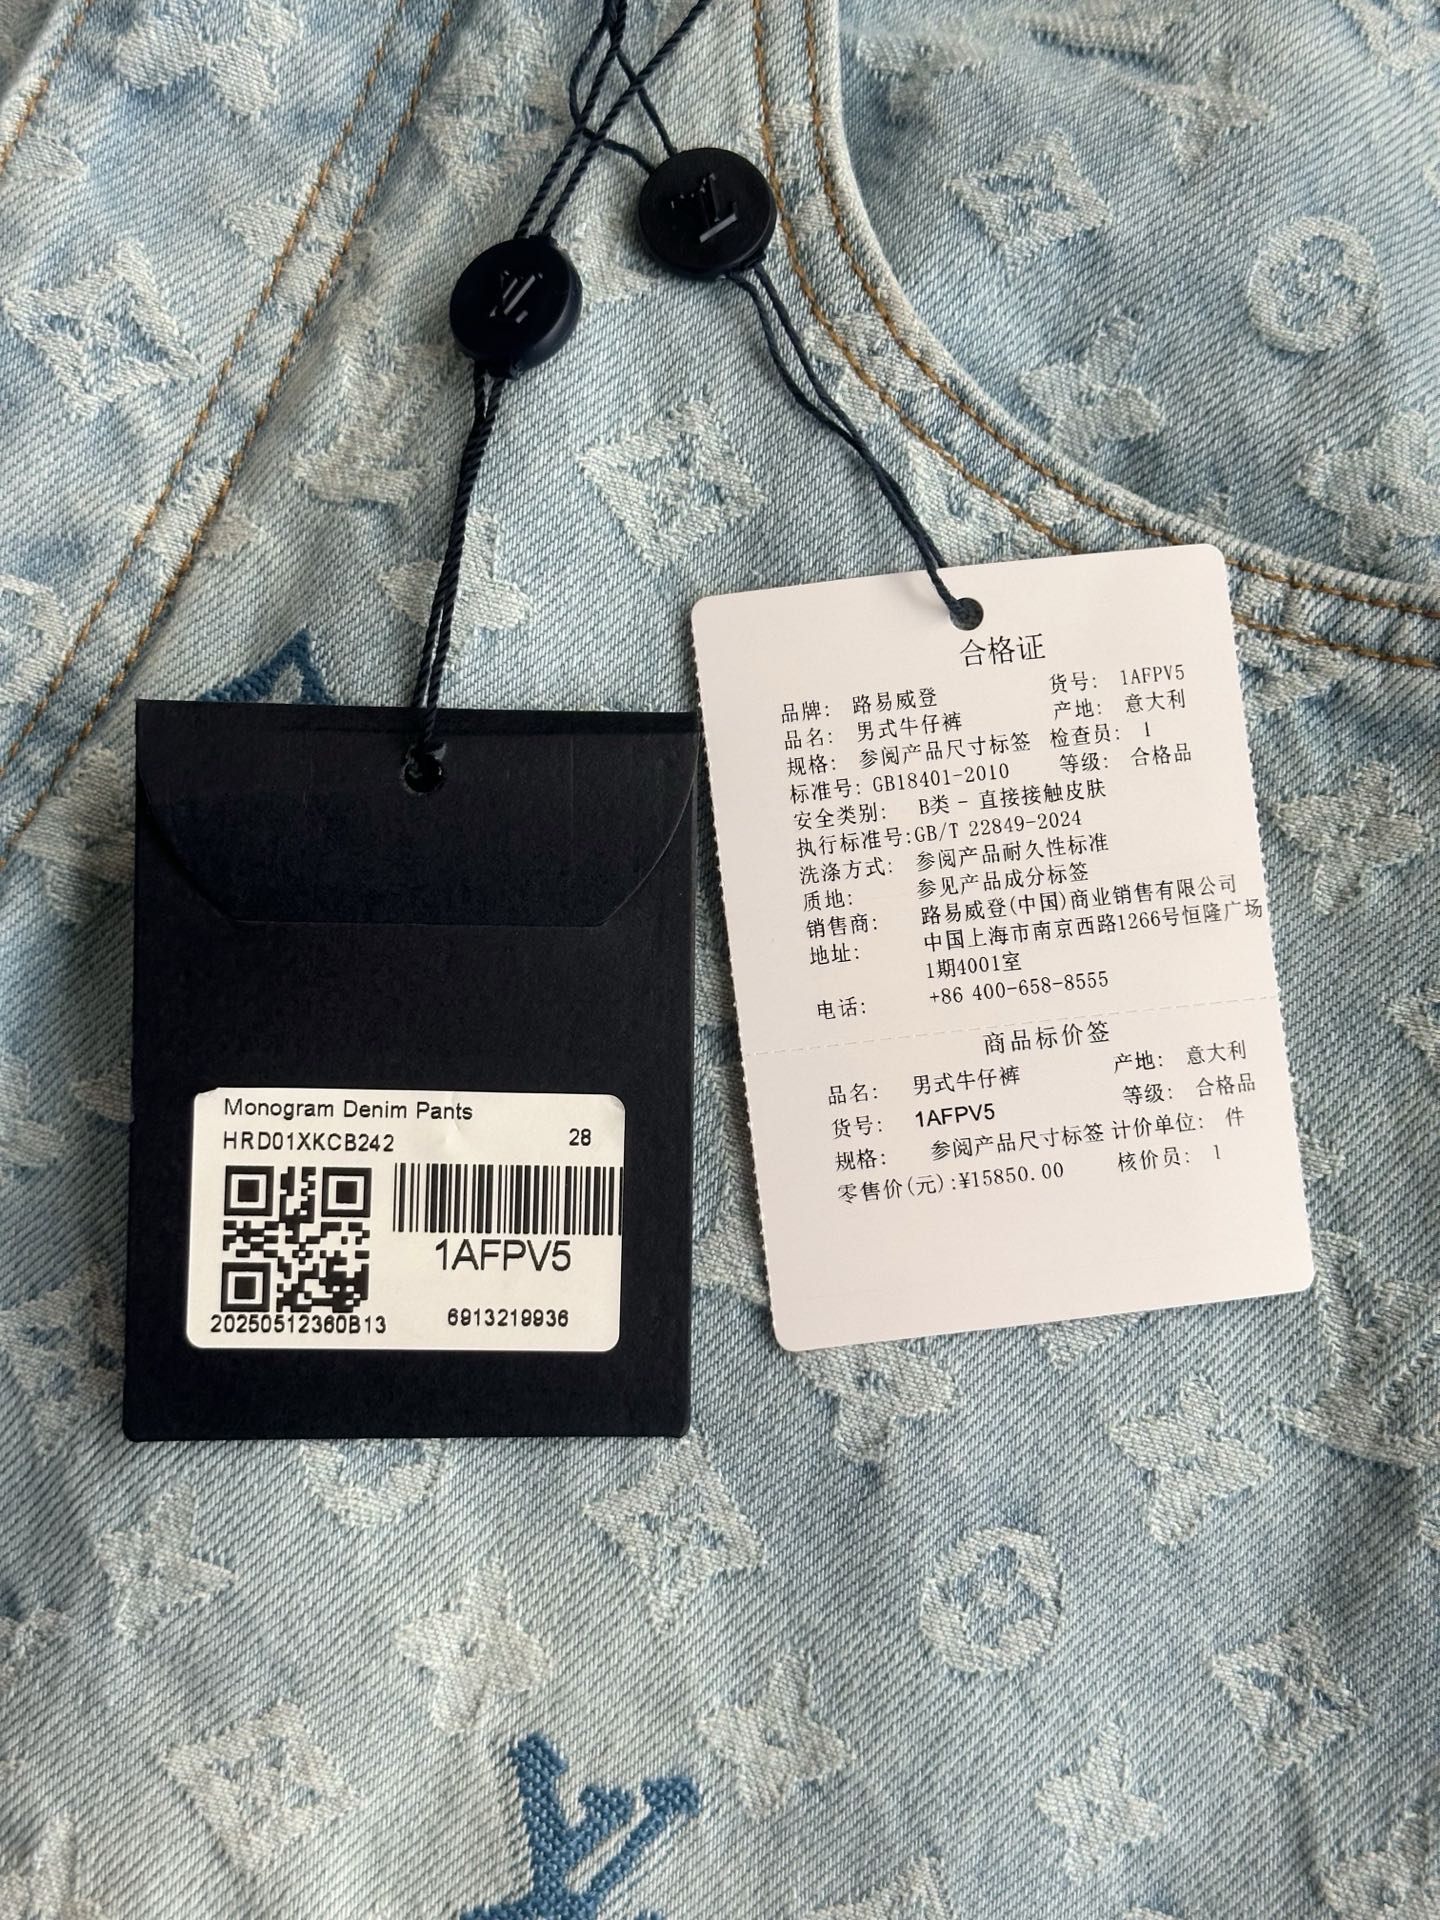 LV
LV
Monogram Denim Pants
HRD01XKCB242 28
1AFPV5
20250512360B13 6913219936
合格证
品牌: 路易威登 货号: 1AFPV5
品名: 男式牛仔裤 产地: 意大利
规格: 参阅产品尺寸标签 检查员: 1
标准号: GB18401-2010 等级: 合格品
安全类别: B类 - 直接接触皮肤
执行标准号:GB/T 22849-2024
洗涤方式: 参阅产品耐久性标准
质地: 参见产品成分标签
销售商: 路易威登(中国)商业销售有限公司
地址: 中国上海市南京西路1266号恒隆广场
1期4001室
电话: +86 400-658-8555
商品标价签
品名: 男式牛仔裤 产地: 意大利
货号: 1AFPV5 等级: 合格品
规格: 参阅产品尺寸标签 计价单位: 件
零售价(元):¥15850.00 核价员: 1